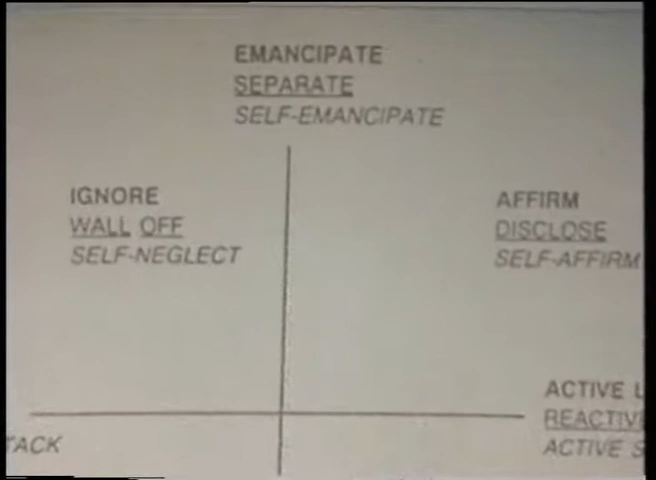 EMANCIPATE
SEPARATE
SELF-EMANCIPATE
IGNORE
WALL OFF
SELF-NEGLECT
AFFIRM
DISCLOSE
SELF-AFFIRM
ACTIVE
REACTIVE
ACTIVE